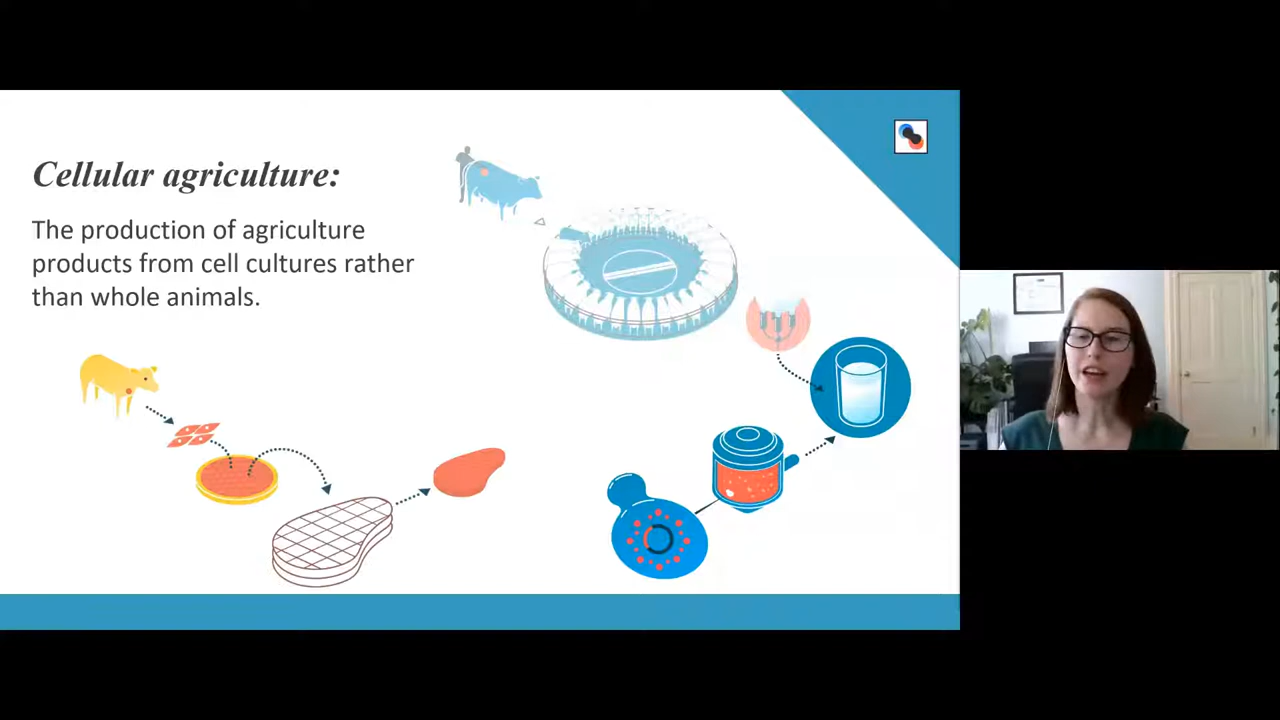 Cellular agriculture:
The production of agriculture
products from cell cultures rather
than whole animals.